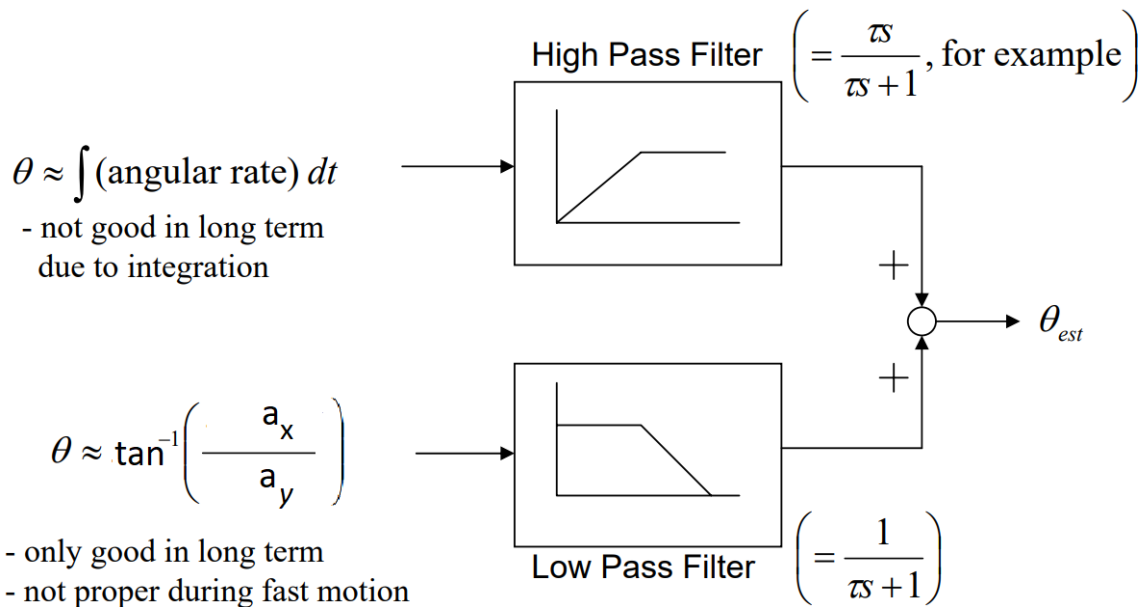 High Pass Filter
( = τs / (τs + 1) , for example )
θ ≈ ∫ (angular rate) dt
- not good in long term
due to integration
+
θ_est
+
θ ≈ tan⁻¹( a_x / a_y )
- only good in long term
- not proper during fast motion
Low Pass Filter
( = 1 / (τs + 1) )